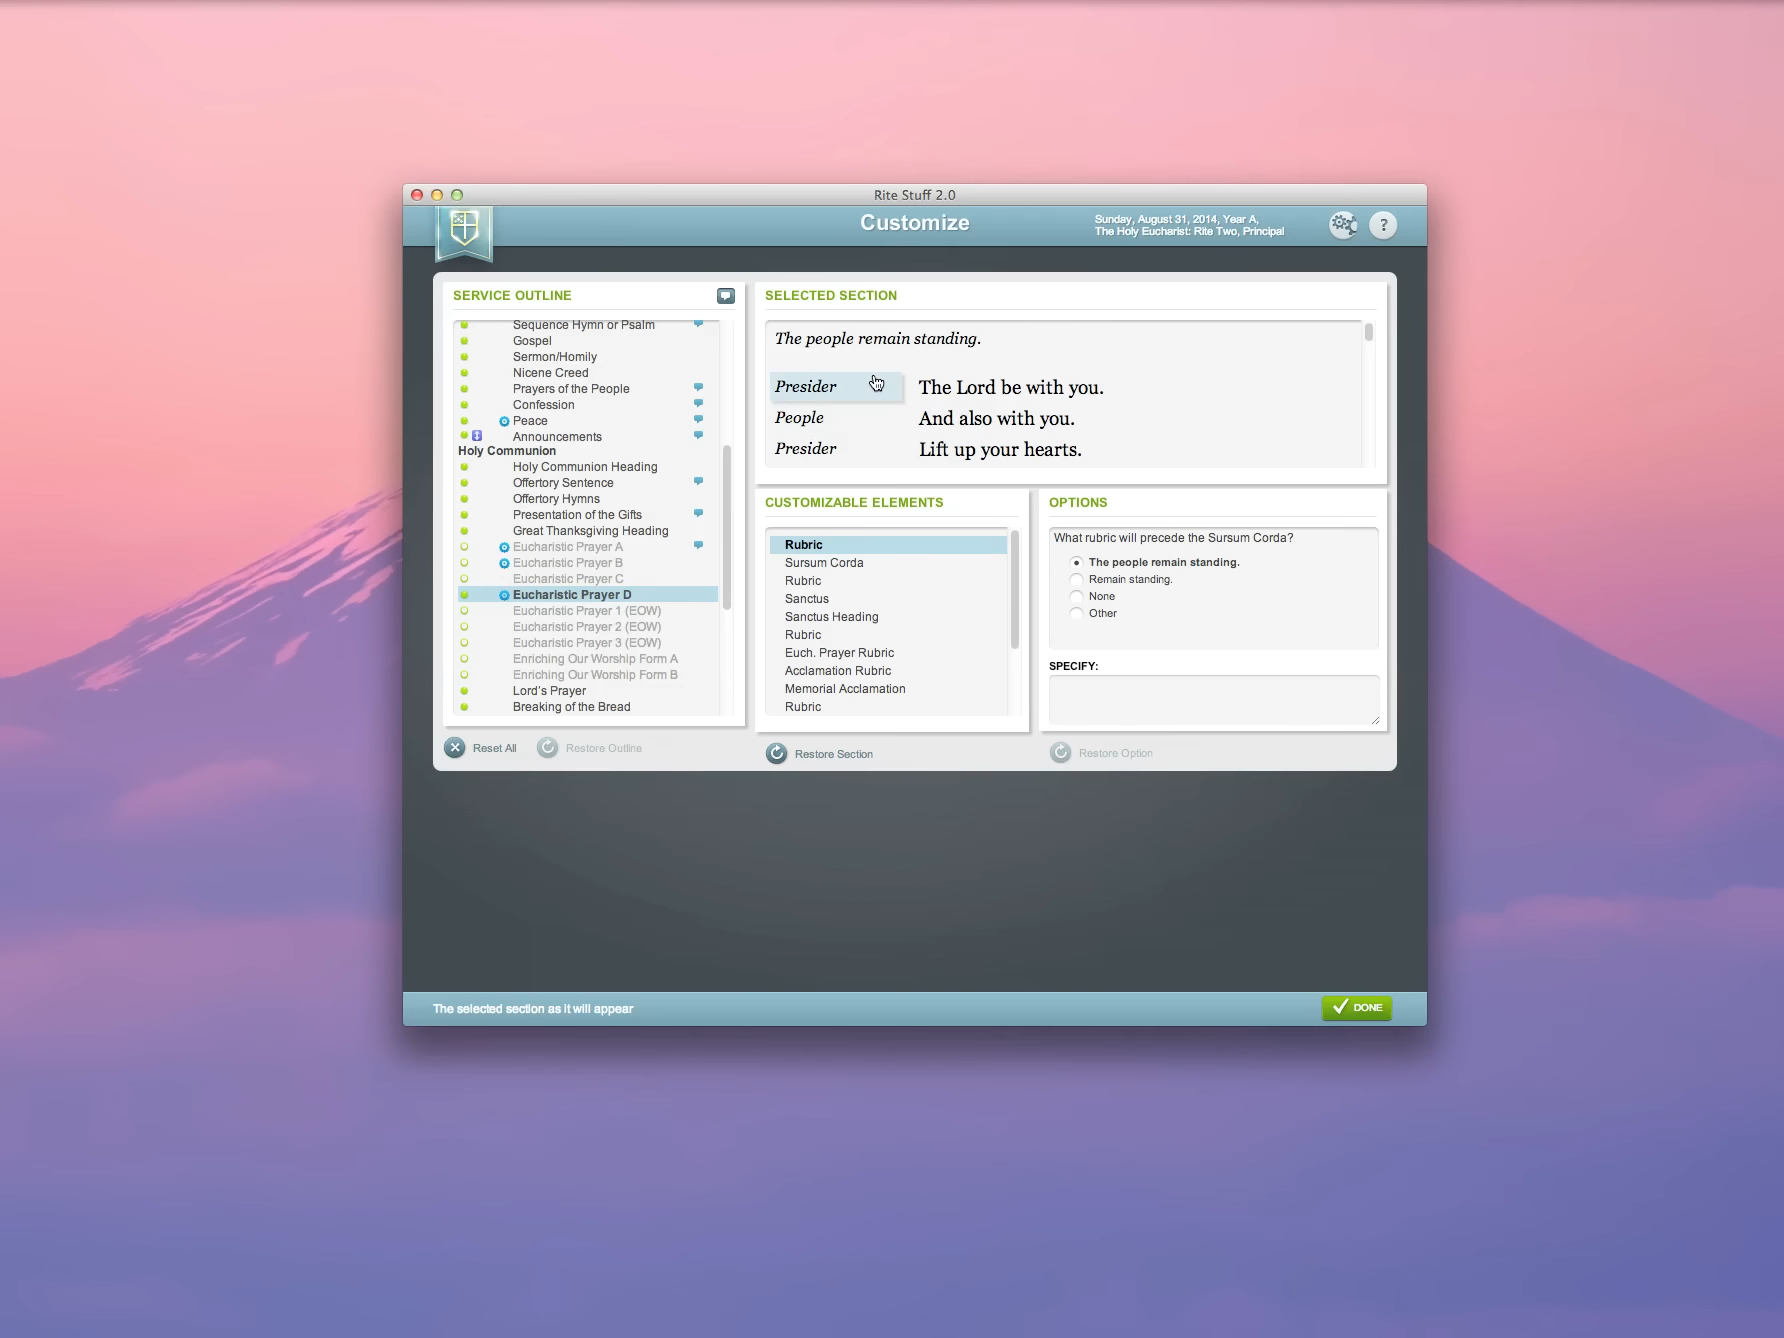 Rite Stuff 2.0
Customize
Sunday, August 31, 2014, Year A,
The Holy Eucharist: Rite Two, Principal
?
SERVICE OUTLINE
Sequence Hymn or Psalm
Gospel
Sermon/Homily
Nicene Creed
Prayers of the People
Confession
Peace
Announcements
Holy Communion
Holy Communion Heading
Offertory Sentence
Offertory Hymns
Presentation of the Gifts
Great Thanksgiving Heading
Eucharistic Prayer A
Eucharistic Prayer B
Eucharistic Prayer C
Eucharistic Prayer D
Eucharistic Prayer 1 (EOW)
Eucharistic Prayer 2 (EOW)
Eucharistic Prayer 3 (EOW)
Enriching Our Worship Form A
Enriching Our Worship Form B
Lord's Prayer
Breaking of the Bread
Reset All
Restore Outline
SELECTED SECTION
The people remain standing.
Presider The Lord be with you.
People And also with you.
Presider Lift up your hearts.
CUSTOMIZABLE ELEMENTS
Rubric
Sursum Corda
Rubric
Sanctus
Sanctus Heading
Rubric
Euch. Prayer Rubric
Acclamation Rubric
Memorial Acclamation
Rubric
Restore Section
OPTIONS
What rubric will precede the Sursum Corda?
The people remain standing.
Remain standing.
None
Other
SPECIFY:
Restore Option
The selected section as it will appear
DONE